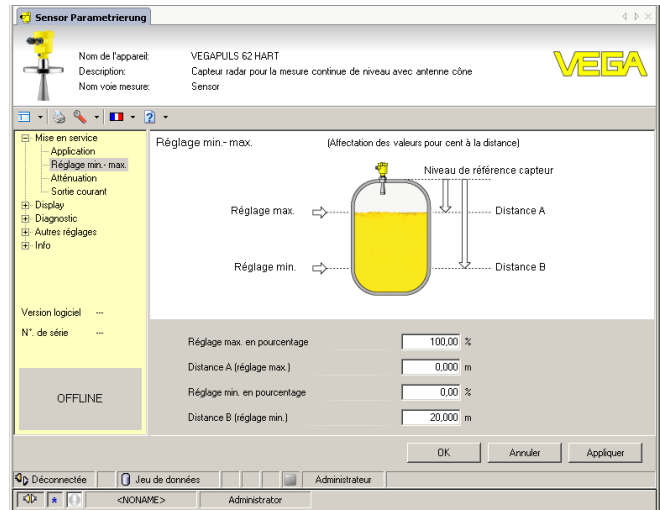 Sensor Parametrierung
Nom de l'appareil: VEGAPULS 62 HART
Description: Capteur radar pour la mesure continue de niveau avec antenne cône
Nom voie mesure: Sensor
VEGA
Mise en service
Application
Réglage min.- max.
Atténuation
Sortie courant
Display
Diagnostic
Autres réglages
Info
Version logiciel ---
N°. de série ---
OFFLINE
Réglage min.- max. (Affectation des valeurs pour cent à la distance)
Niveau de référence capteur
Réglage max. Distance A
Réglage min. Distance B
Réglage max. en pourcentage 100,00 %
Distance A (réglage max.) 0,000 m
Réglage min. en pourcentage 0,00 %
Distance B (réglage min.) 20,000 m
OK Annuler Appliquer
Déconnectée Jeu de données Administrateur
<NONAME> Administrator